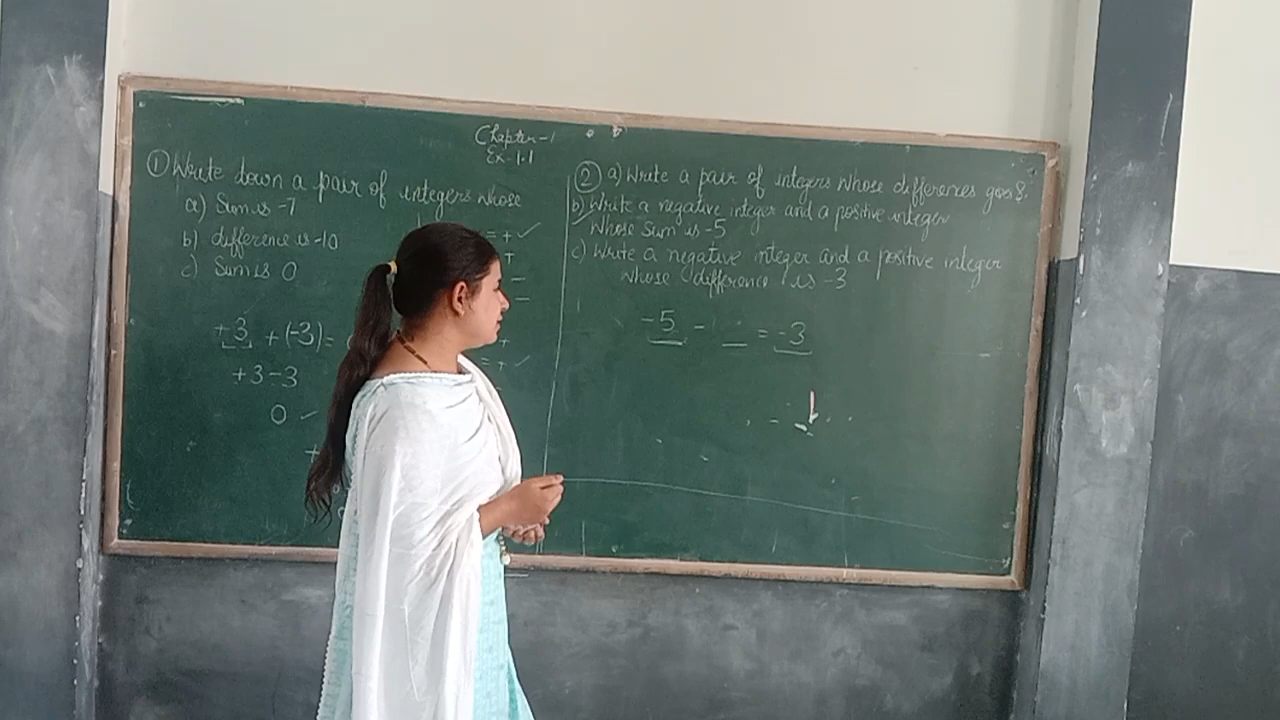 Chapter-1
Ex-1.1
① Write down a pair of integers whose
a) Sum is -7
b) difference is -10
c) Sum is 0
+3 + (-3) =
+3-3
0 ✓
= + ✓
+
-
-
+
= + ✓
② a) Write a pair of integers whose differences gives
b) Write a negative integer and a positive integer
Whose Sum is -5
c) Write a negative integer and a positive integer
whose difference is -3
-5 - __ = -3